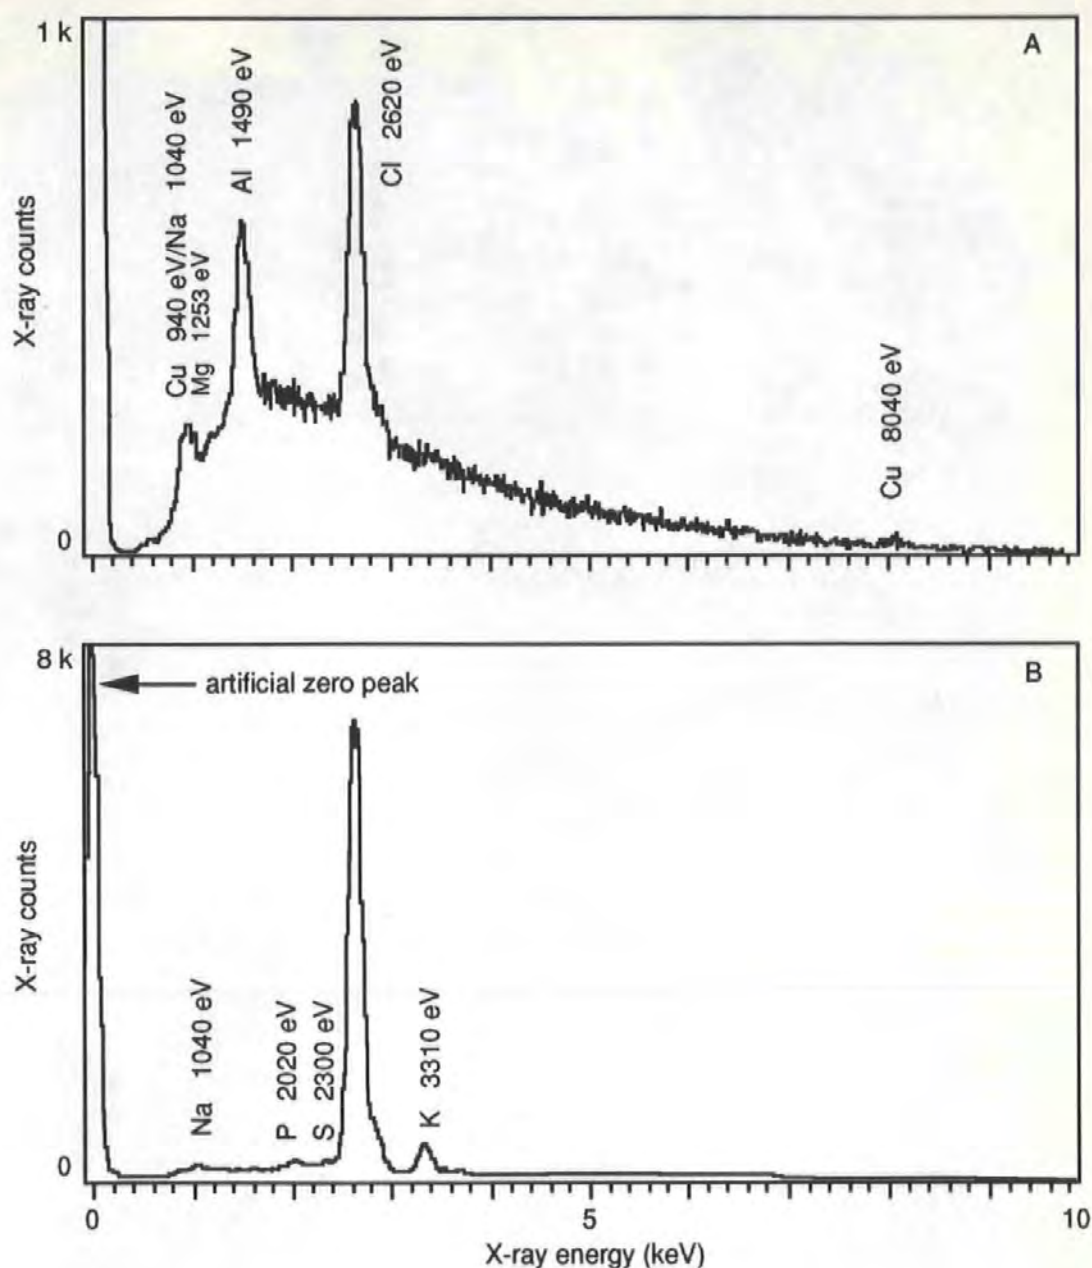 1 k
A
X-ray counts
Cu 940 eV/Na 1040 eV
Mg 1253 eV
Al 1490 eV
Cl 2620 eV
Cu 8040 eV
0
8 k
B
artificial zero peak
X-ray counts
Na 1040 eV
P 2020 eV
S 2300 eV
K 3310 eV
0
0
5
10
X-ray energy (keV)